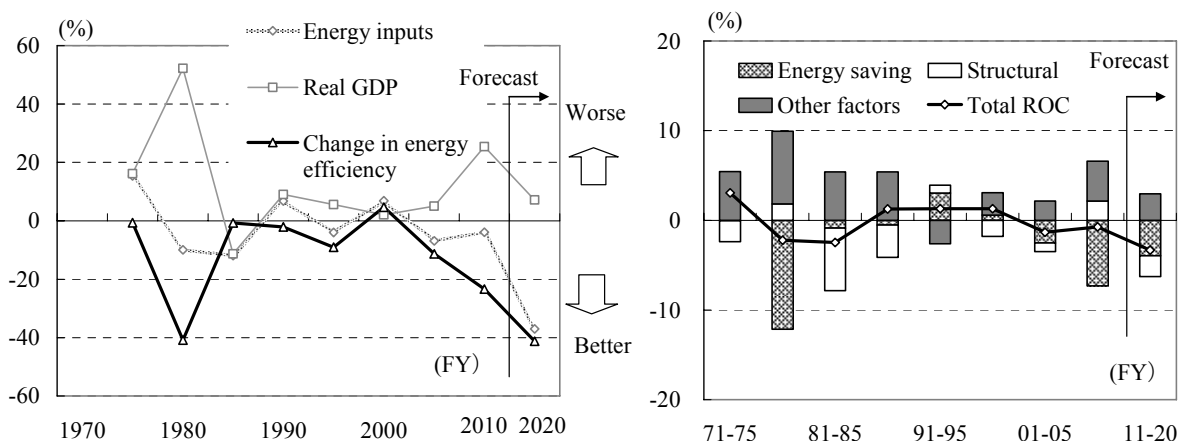 (%)
60
40
20
0
-20
-40
-60
Energy inputs
Real GDP
Change in energy
efficiency
Forecast
Worse
Better
(FY)
1970 1980 1990 2000 2010 2020
(%)
20
10
0
-10
-20
Energy saving Structural
Other factors Total ROC
Forecast
(FY)
71-75 81-85 91-95 01-05 11-20